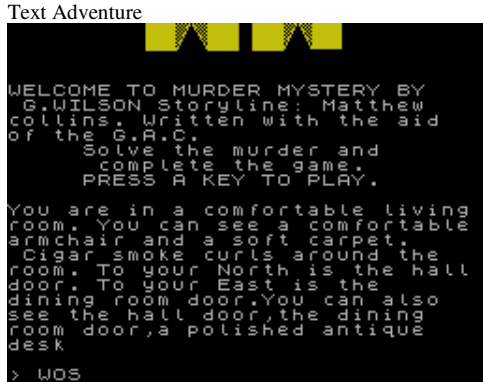 Text Adventure
WELCOME TO MURDER MYSTERY BY
G.WILSON Storyline: Matthew
collins. Written with the aid
of the G.A.C.
Solve the murder and
complete the game.
PRESS A KEY TO PLAY.
You are in a comfortable living
room. You can see a comfortable
armchair and a soft carpet.
Cigar smoke curls around the
room. To your North is the hall
door. To your East is the
dining room door.You can also
see the hall door,the dining
room door,a polished antique
desk
> WOS